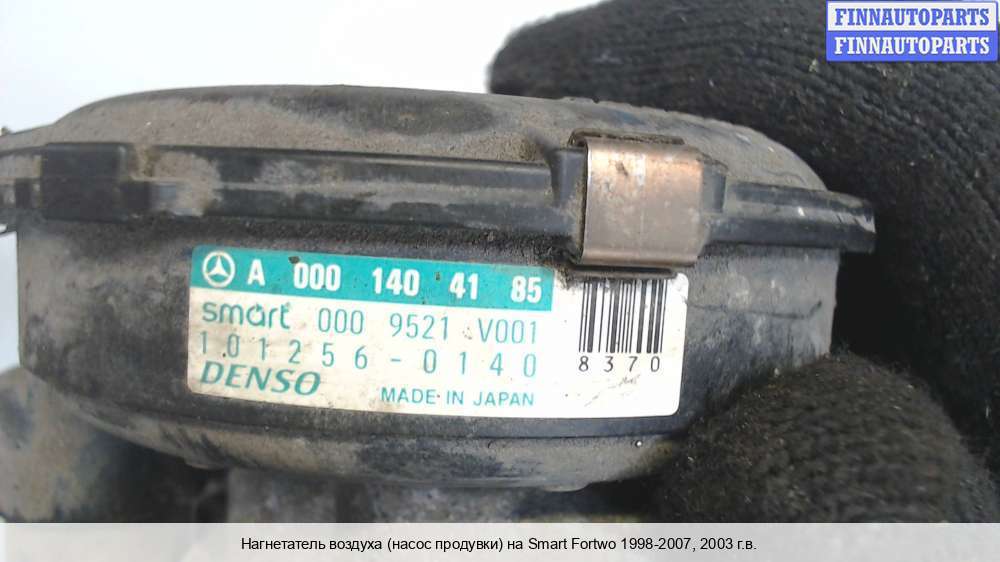 FINNAUTOPARTS
FINNAUTOPARTS
A 000 140 41 85
smart 000 9521 V001
101256-0140
8370
DENSO MADE IN JAPAN
Нагнетатель воздуха (насос продувки) на Smart Fortwo 1998-2007, 2003 г.в.